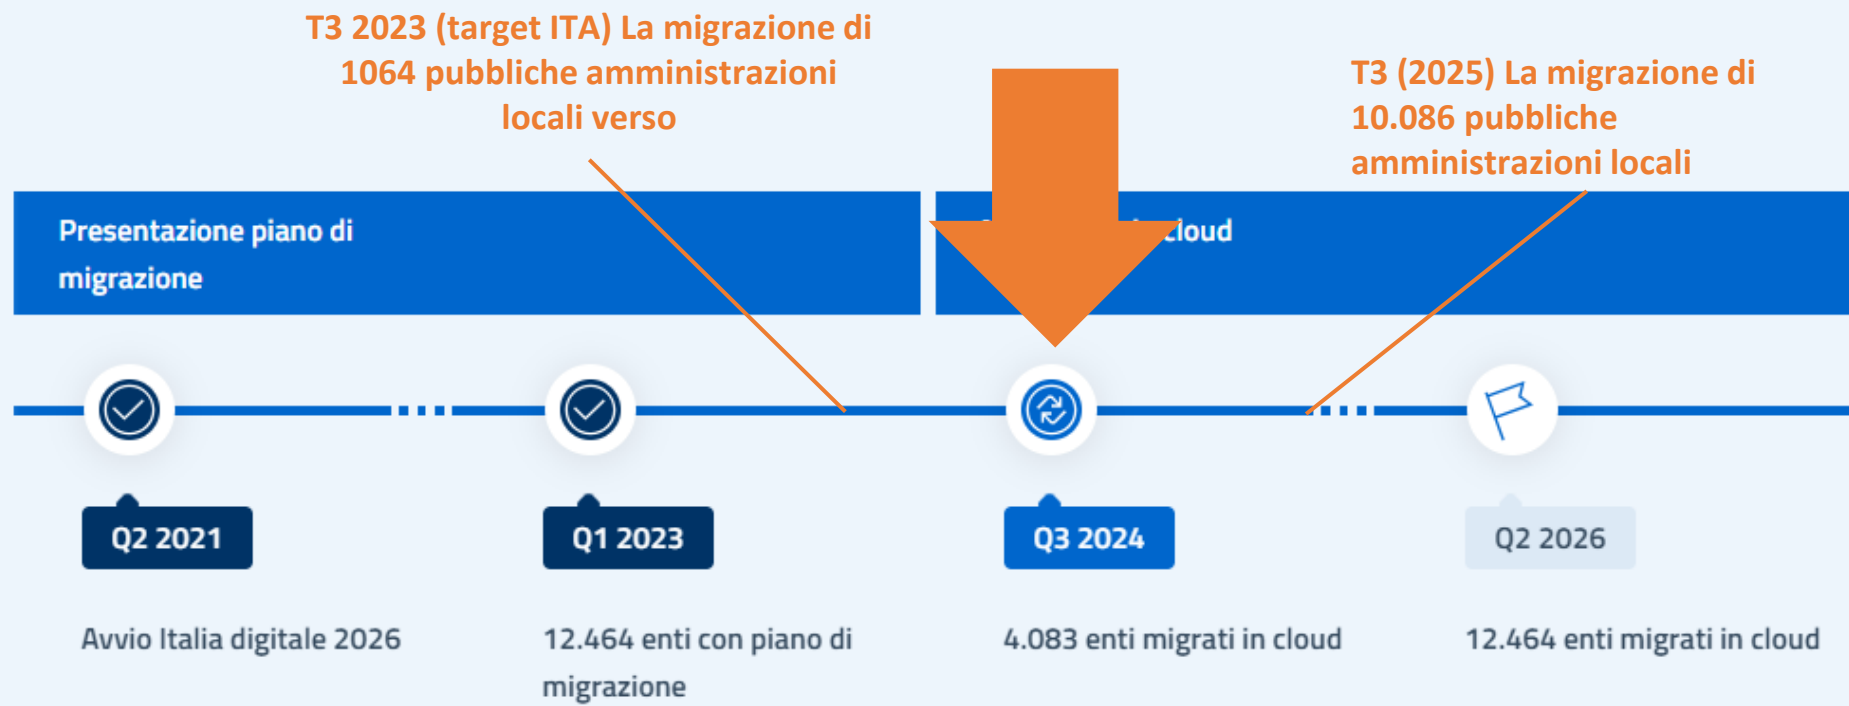 T3 2023 (target ITA) La migrazione di
1064 pubbliche amministrazioni
locali verso
T3 (2025) La migrazione di
10.086 pubbliche
amministrazioni locali
Presentazione piano di
migrazione
cloud
Q2 2021
Q1 2023
Q3 2024
Q2 2026
Avvio Italia digitale 2026
12.464 enti con piano di
migrazione
4.083 enti migrati in cloud
12.464 enti migrati in cloud